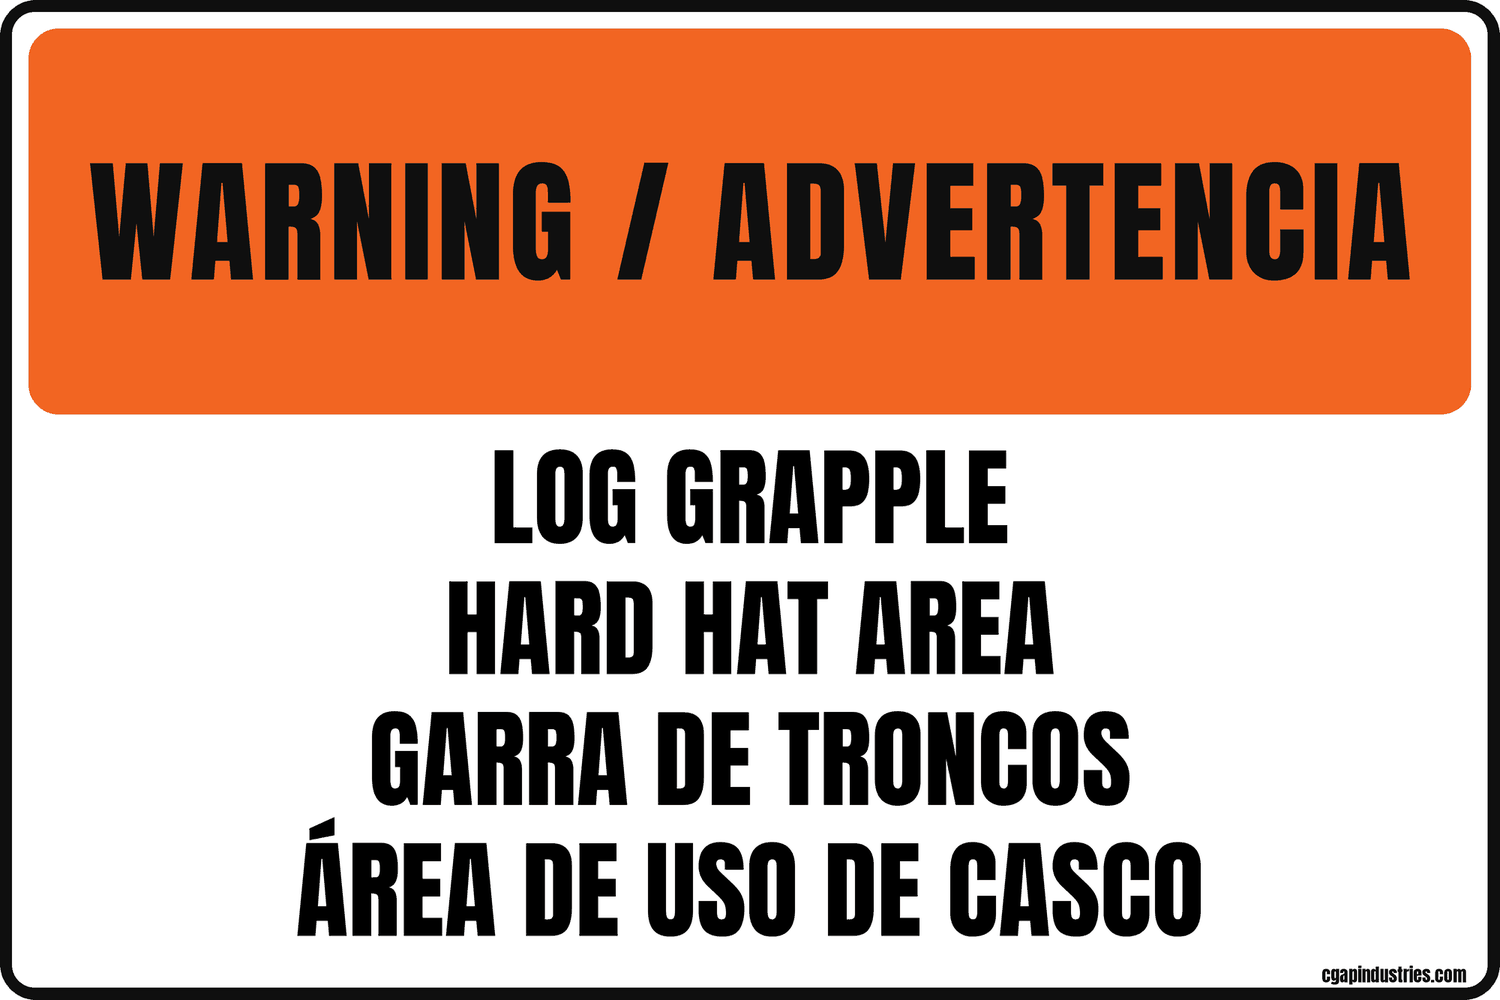 WARNING / ADVERTENCIA
LOG GRAPPLE
HARD HAT AREA
GARRA DE TRONCOS
ÁREA DE USO DE CASCO
cgapindustries.com